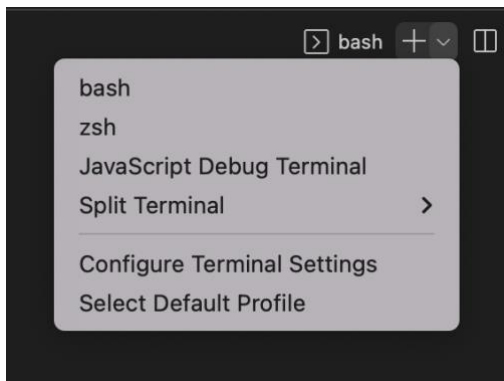 bash
bash
zsh
JavaScript Debug Terminal
Split Terminal
Configure Terminal Settings
Select Default Profile